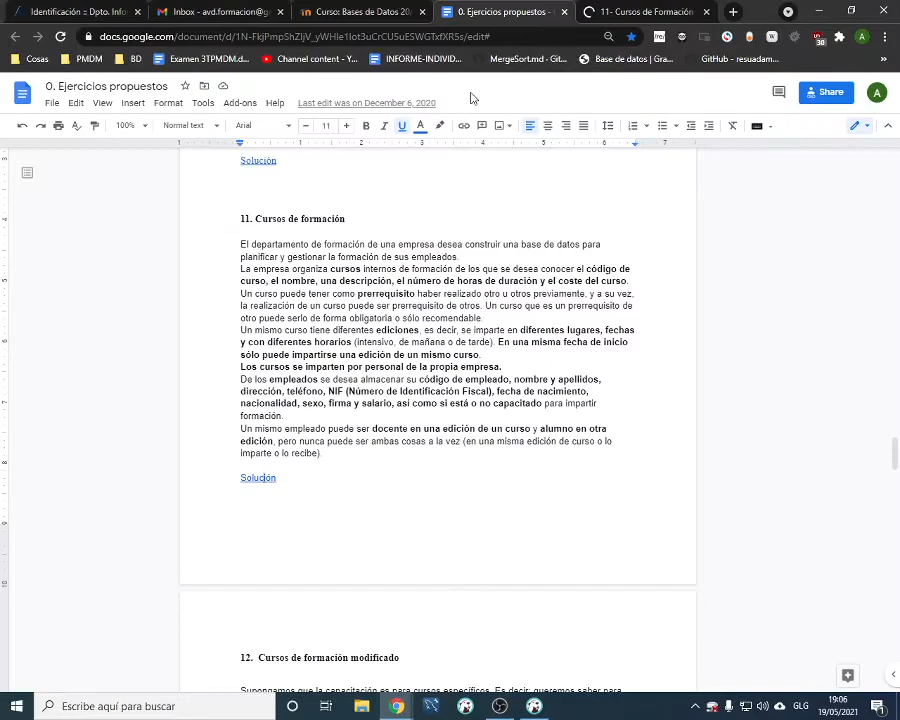 Identificación :: Dpto. Info
Inbox - avd.formacion@g
Curso: Bases de Datos 20
0. Ejercicios propuestos -
11- Cursos de Formación
docs.google.com/document/d/1N-FkjPmpShZIjV_yWHIe1Iot3uCrCU5uESWGTxfXRSs/edit#
Cosas
PMDM
BD
Examen 3TPMDM.d...
Channel content - Y...
INFORME-INDIVID...
MergeSort.md - Git...
Base de datos | Gra...
GitHub - resuadam...
30
»
0. Ejercicios propuestos
File Edit View Insert Format Tools Add-ons Help Last edit was on December 6, 2020
Share
A
100% Normal text Arial 11
1 1 2 3 4 5 6 7
Solución
11. Cursos de formación
El departamento de formación de una empresa desea construir una base de datos para
planificar y gestionar la formación de sus empleados.
La empresa organiza cursos internos de formación de los que se desea conocer el código de
curso, el nombre, una descripción, el número de horas de duración y el coste del curso.
Un curso puede tener como prerrequisito haber realizado otro u otros previamente, y a su vez,
la realización de un curso puede ser prerrequisito de otros. Un curso que es un prerrequisito de
otro puede serlo de forma obligatoria o sólo recomendable.
Un mismo curso tiene diferentes ediciones, es decir, se imparte en diferentes lugares, fechas
y con diferentes horarios (intensivo, de mañana o de tarde). En una misma fecha de inicio
sólo puede impartirse una edición de un mismo curso.
Los cursos se imparten por personal de la propia empresa.
De los empleados se desea almacenar su código de empleado, nombre y apellidos,
dirección, teléfono, NIF (Número de Identificación Fiscal), fecha de nacimiento,
nacionalidad, sexo, firma y salario, así como si está o no capacitado para impartir
formación.
Un mismo empleado puede ser docente en una edición de un curso y alumno en otra
edición, pero nunca puede ser ambas cosas a la vez (en una misma edición de curso o lo
imparte o lo recibe).
Solución
12. Cursos de formación modificado
Supongamos que la capacitación es para cursos específicos. Es decir: queremos saber para
Escribe aquí para buscar
GLG
19:06
19/05/2021